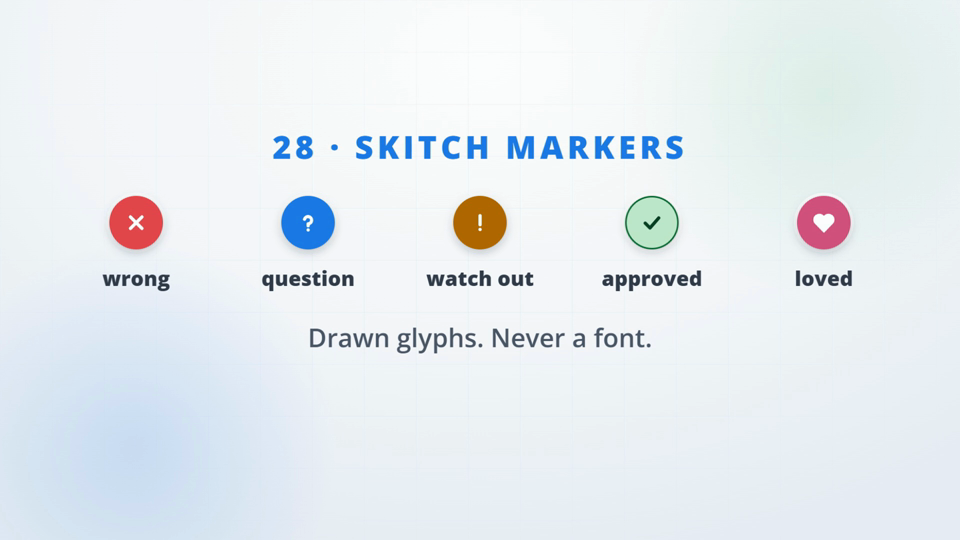 28 · SKITCH MARKERS
? !
wrong question watch out approved loved
Drawn glyphs. Never a font.